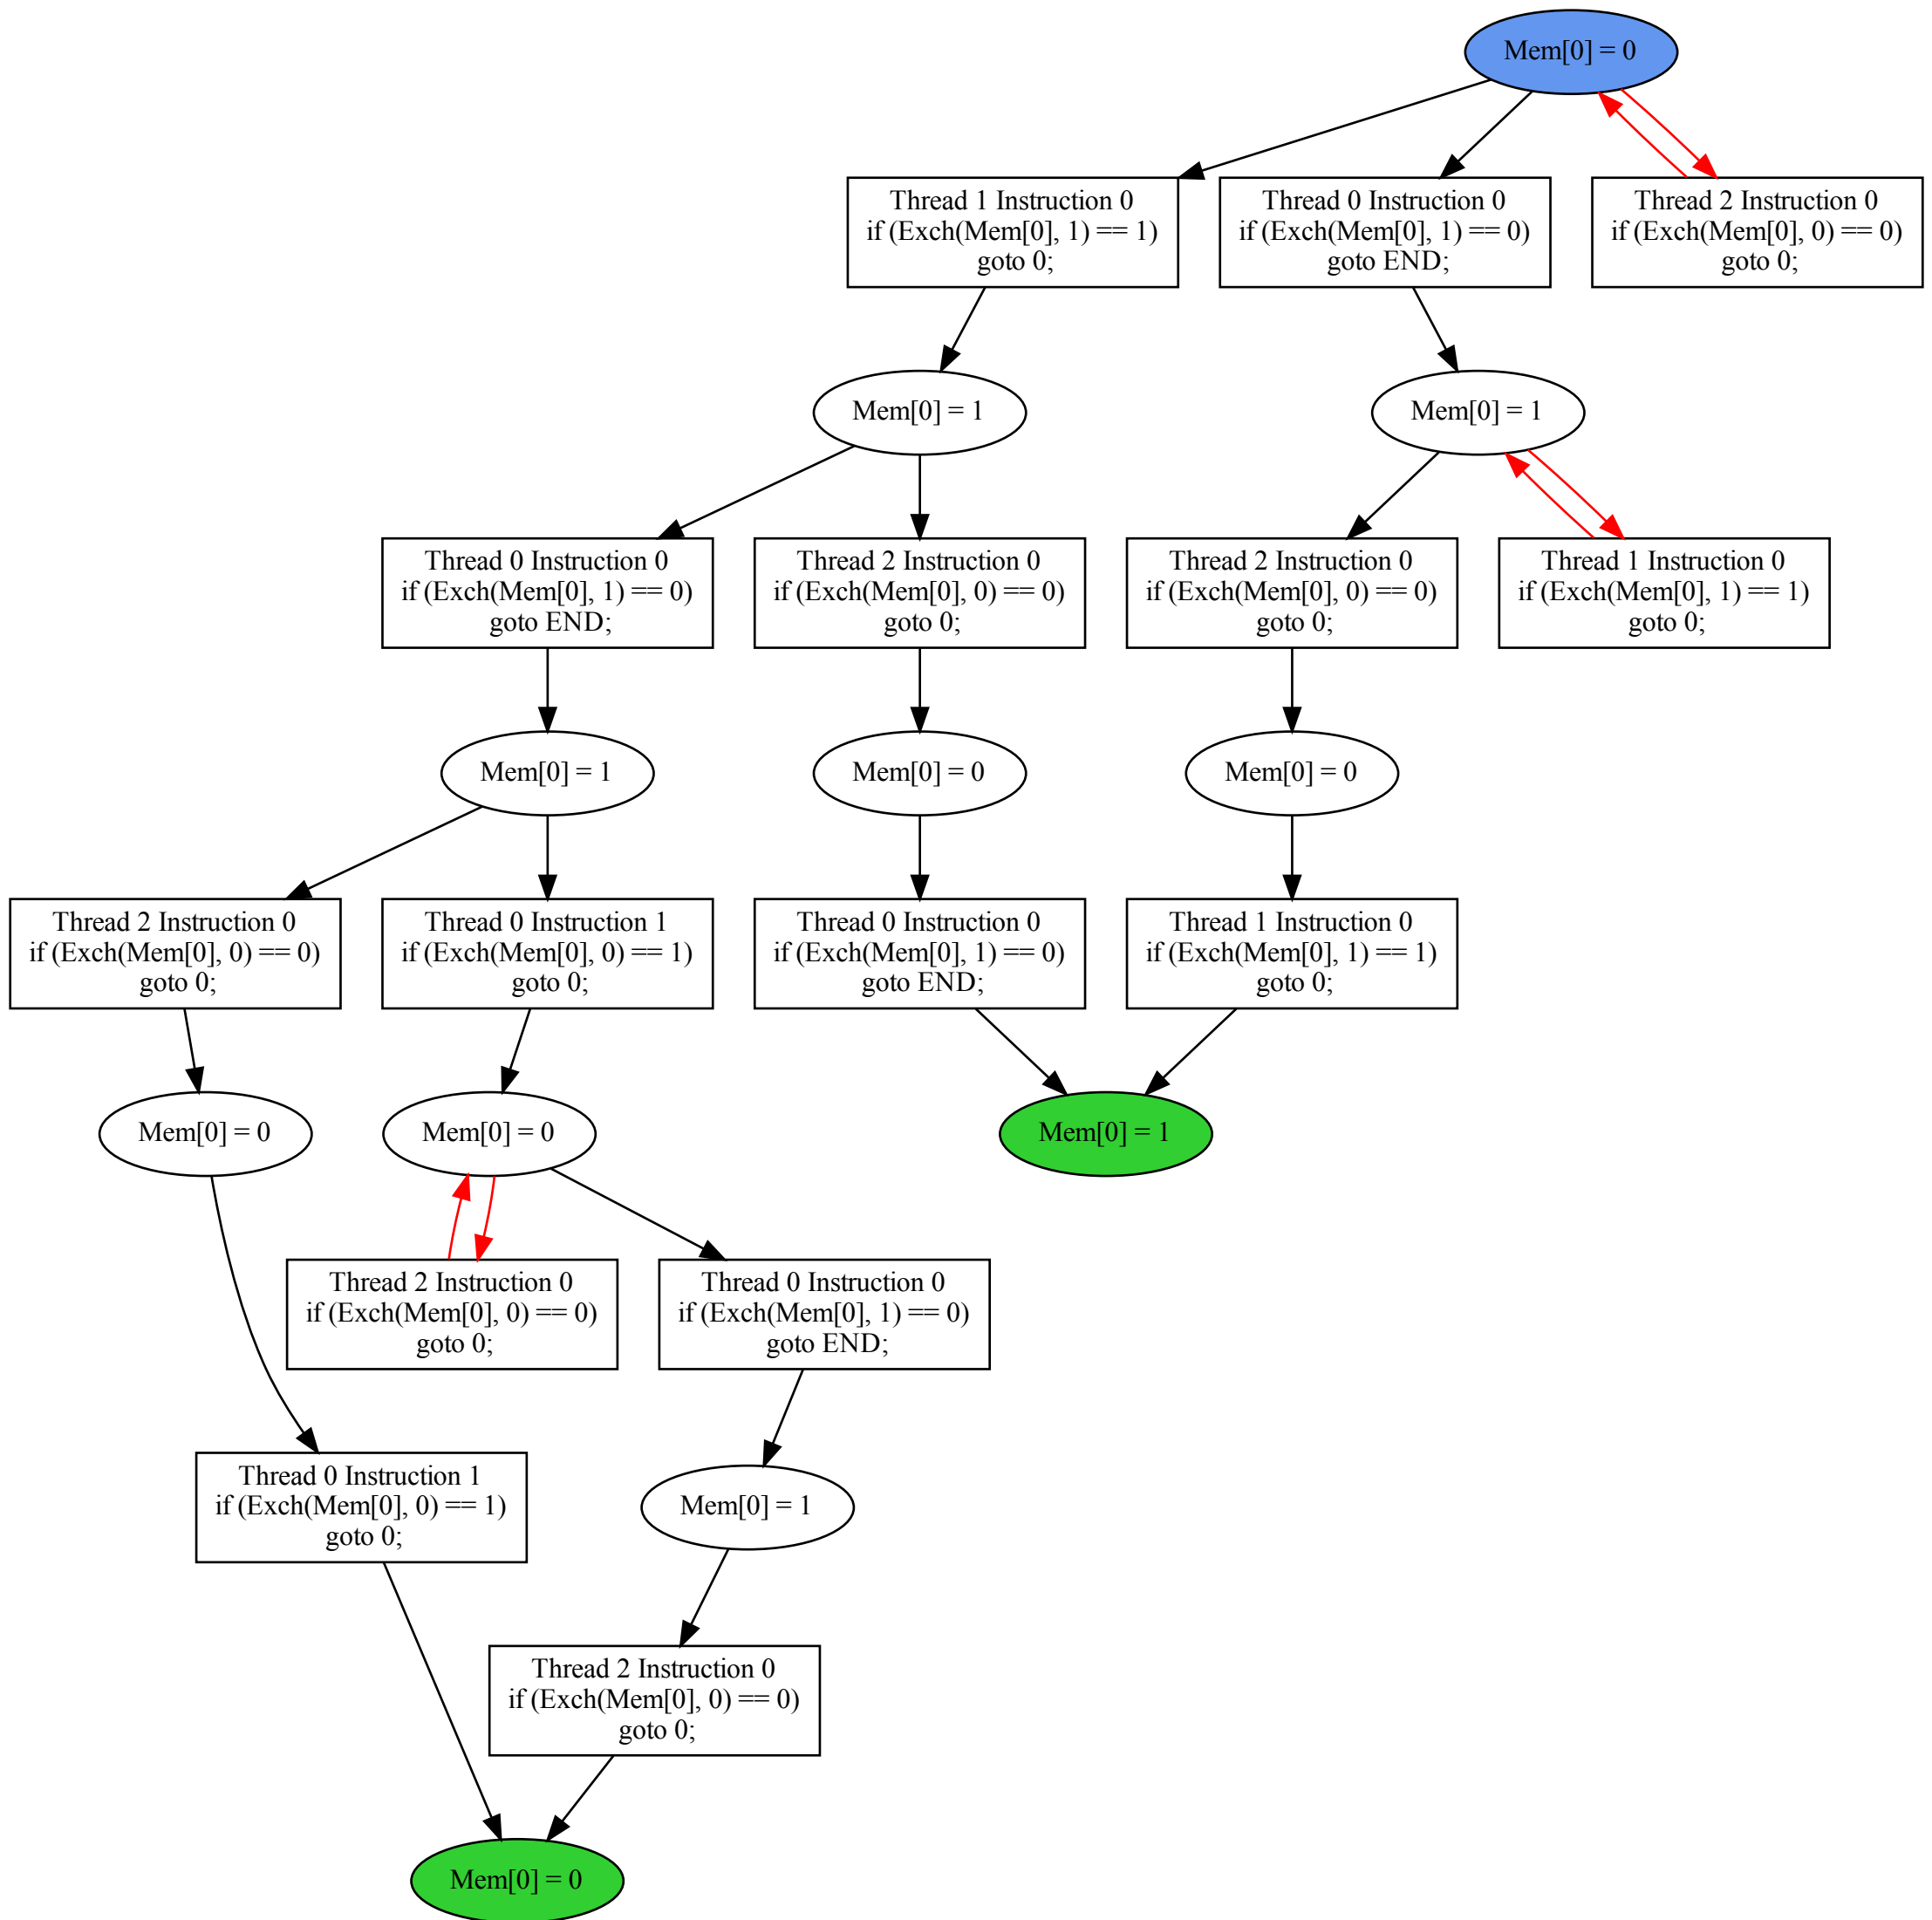 Mem[0] = 0
Thread 1 Instruction 0
if (Exch(Mem[0], 1) == 1)
goto 0;
Thread 0 Instruction 0
if (Exch(Mem[0], 1) == 0)
goto END;
Thread 2 Instruction 0
if (Exch(Mem[0], 0) == 0)
goto 0;
Mem[0] = 1
Mem[0] = 1
Thread 0 Instruction 0
if (Exch(Mem[0], 1) == 0)
goto END;
Thread 2 Instruction 0
if (Exch(Mem[0], 0) == 0)
goto 0;
Thread 2 Instruction 0
if (Exch(Mem[0], 0) == 0)
goto 0;
Thread 1 Instruction 0
if (Exch(Mem[0], 1) == 1)
goto 0;
Mem[0] = 1
Mem[0] = 0
Mem[0] = 0
Thread 2 Instruction 0
if (Exch(Mem[0], 0) == 0)
goto 0;
Thread 0 Instruction 1
if (Exch(Mem[0], 0) == 1)
goto 0;
Thread 0 Instruction 0
if (Exch(Mem[0], 1) == 0)
goto END;
Thread 1 Instruction 0
if (Exch(Mem[0], 1) == 1)
goto 0;
Mem[0] = 0
Mem[0] = 0
Mem[0] = 1
Thread 2 Instruction 0
if (Exch(Mem[0], 0) == 0)
goto 0;
Thread 0 Instruction 0
if (Exch(Mem[0], 1) == 0)
goto END;
Thread 0 Instruction 1
if (Exch(Mem[0], 0) == 1)
goto 0;
Mem[0] = 1
Thread 2 Instruction 0
if (Exch(Mem[0], 0) == 0)
goto 0;
Mem[0] = 0